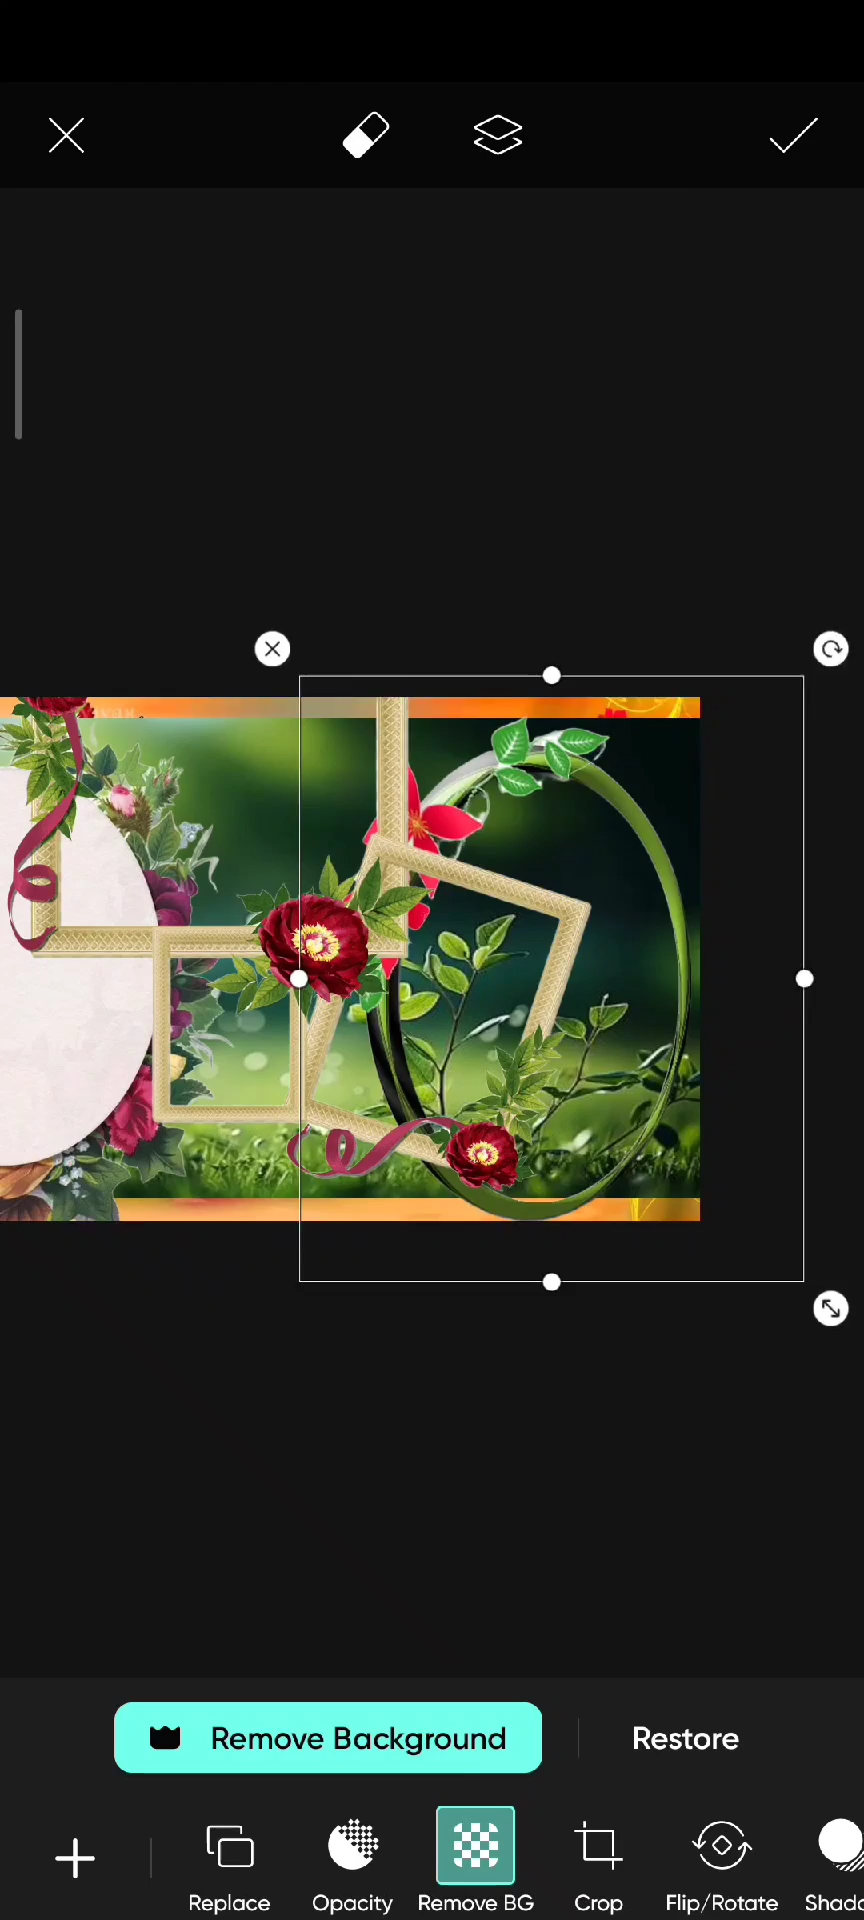 Remove Background
Restore
Replace
Opacity
Remove BG
Crop
Flip/Rotate